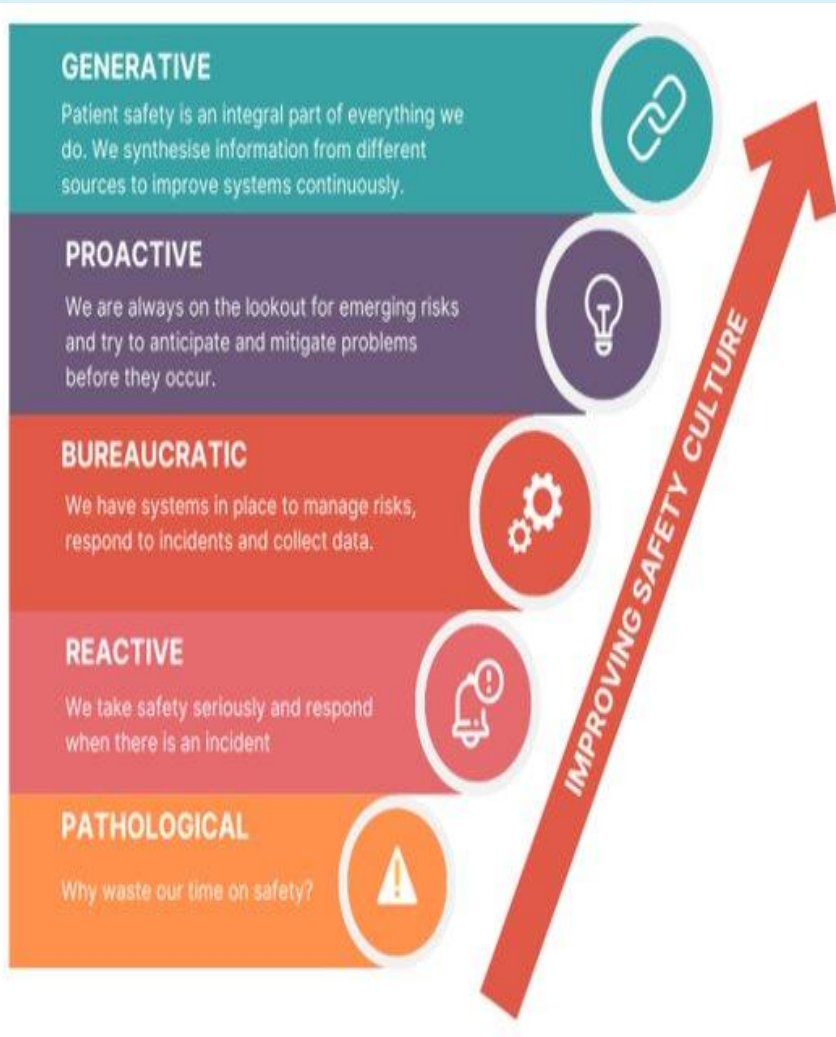 GENERATIVE
Patient safety is an integral part of everything we
do. We synthesise information from different
sources to improve systems continuously.
PROACTIVE
We are always on the lookout for emerging risks
and try to anticipate and mitigate problems
before they occur.
BUREAUCRATIC
We have systems in place to manage risks,
respond to incidents and collect data.
REACTIVE
We take safety seriously and respond
when there is an incident
PATHOLOGICAL
Why waste our time on safety?
IMPROVING SAFETY CULTURE